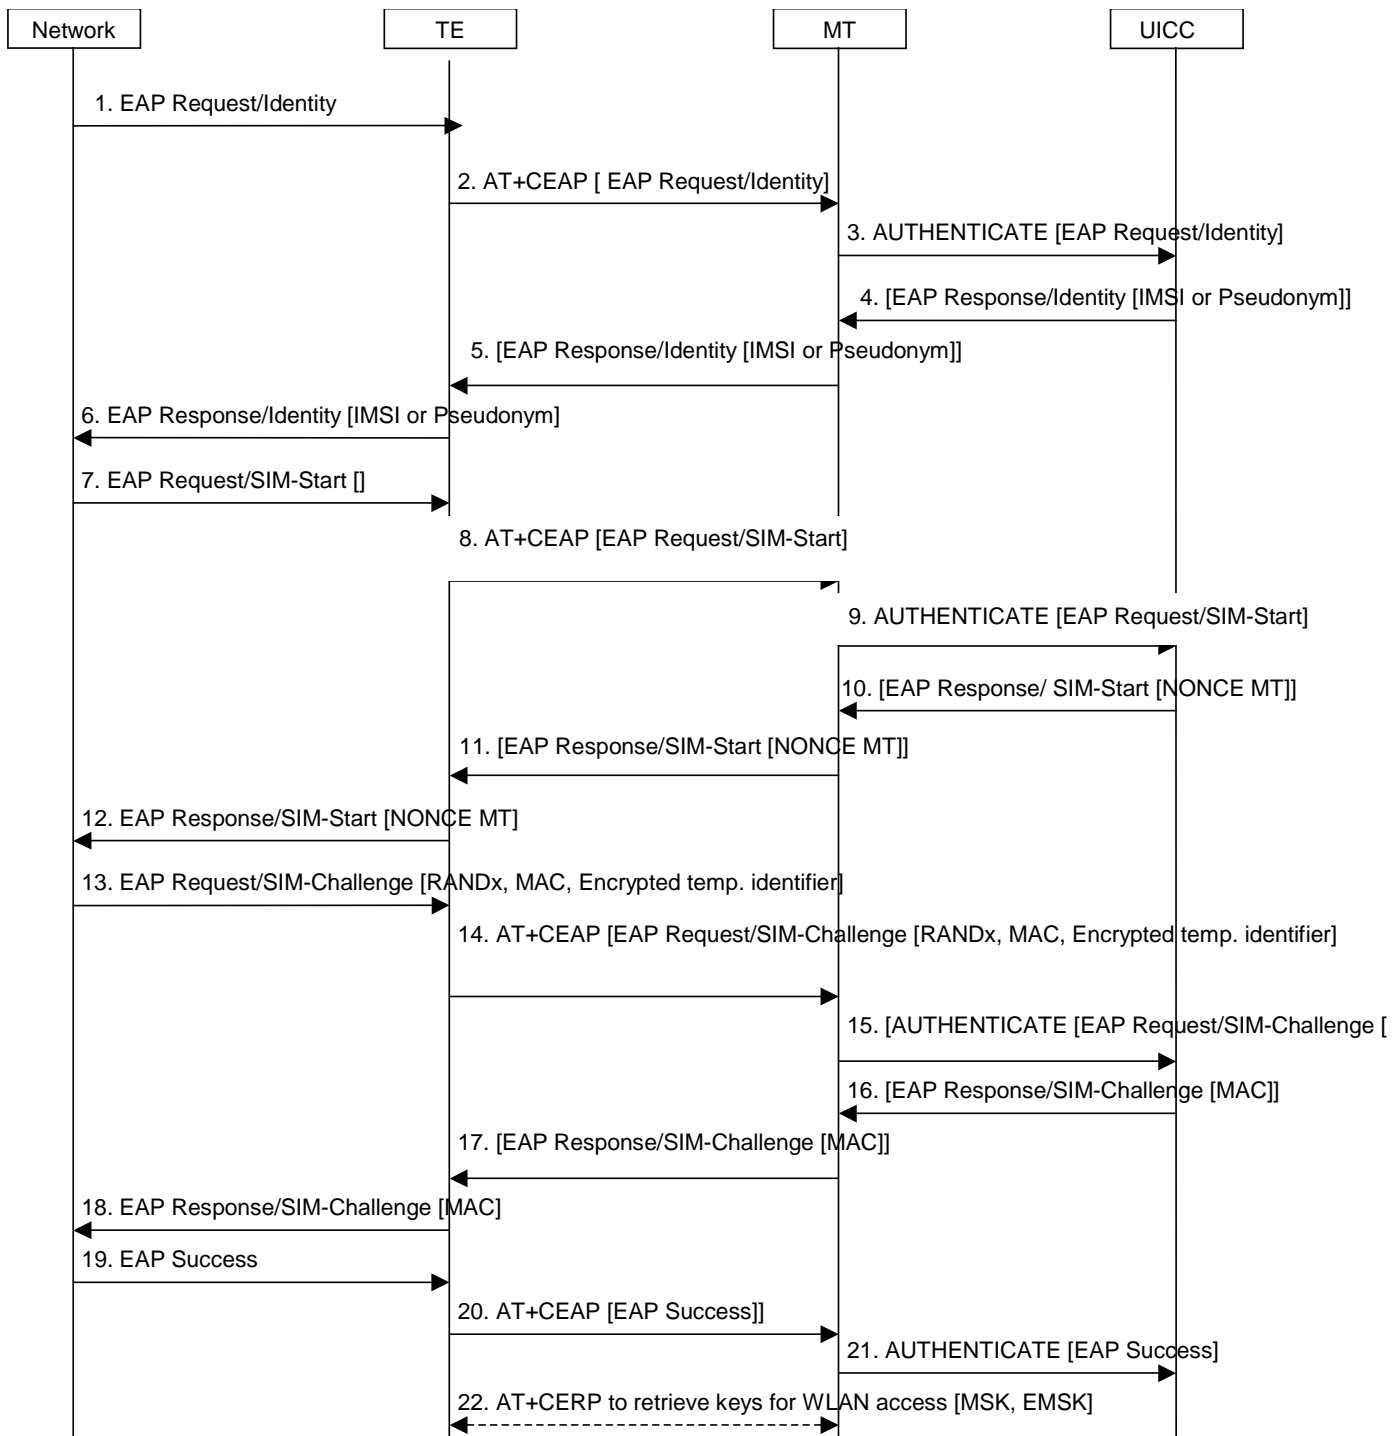 Network
TE
MT
UICC
1. EAP Request/Identity
2. AT+CEAP [ EAP Request/Identity]
3. AUTHENTICATE [EAP Request/Identity]
4. [EAP Response/Identity [IMSI or Pseudonym]]
5. [EAP Response/Identity [IMSI or Pseudonym]]
6. EAP Response/Identity [IMSI or Pseudonym]
7. EAP Request/SIM-Start []
8. AT+CEAP [EAP Request/SIM-Start]
9. AUTHENTICATE [EAP Request/SIM-Start]
10. [EAP Response/ SIM-Start [NONCE MT]]
11. [EAP Response/SIM-Start [NONCE MT]]
12. EAP Response/SIM-Start [NONCE MT]
13. EAP Request/SIM-Challenge [RANDx, MAC, Encrypted temp. identifier]
14. AT+CEAP [EAP Request/SIM-Challenge [RANDx, MAC, Encrypted temp. identifier]
15. [AUTHENTICATE [EAP Request/SIM-Challenge [
16. [EAP Response/SIM-Challenge [MAC]]
17. [EAP Response/SIM-Challenge [MAC]]
18. EAP Response/SIM-Challenge [MAC]
19. EAP Success
20. AT+CEAP [EAP Success]]
21. AUTHENTICATE [EAP Success]
22. AT+CERP to retrieve keys for WLAN access [MSK, EMSK]